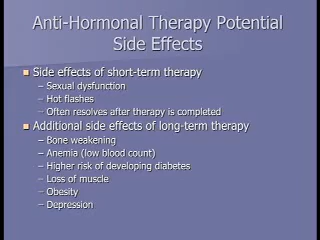 Anti-Hormonal Therapy Potential
Side Effects
Side effects of short-term therapy
– Sexual dysfunction
– Hot flashes
– Often resolves after therapy is completed
Additional side effects of long-term therapy
– Bone weakening
– Anemia (low blood count)
– Higher risk of developing diabetes
– Loss of muscle
– Obesity
– Depression